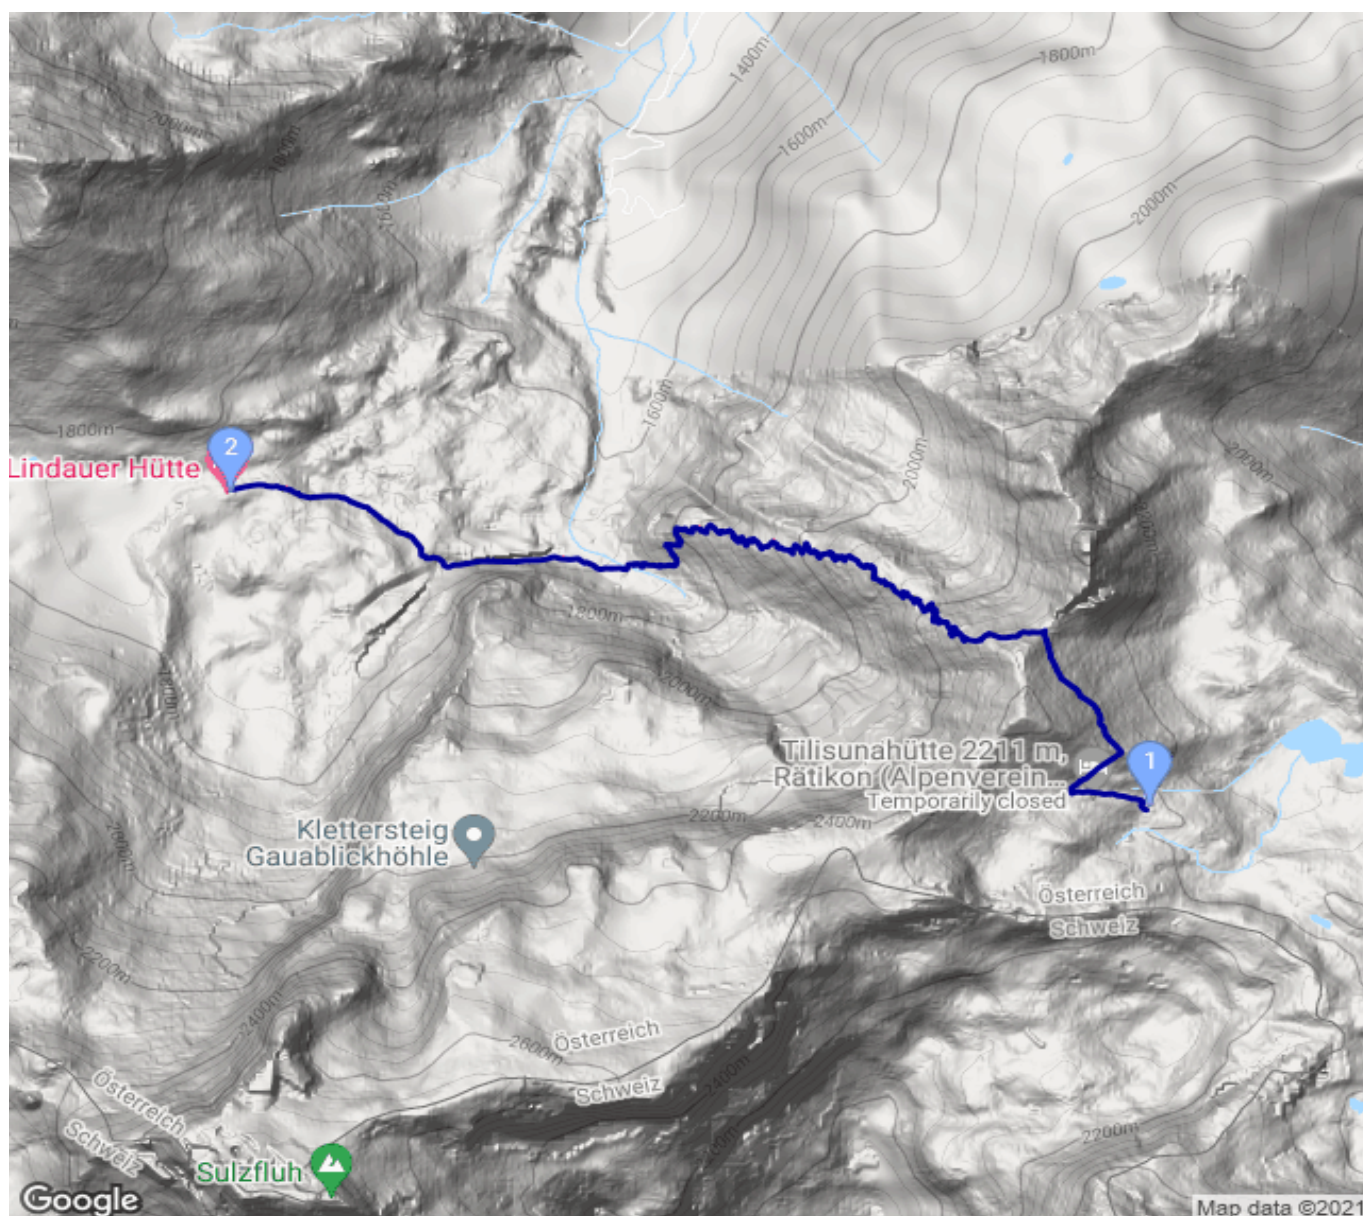 1400m
1800m
1600m
2000m
2000m
1800m
1600m
1600m
2000m
2000m
1800m
2
Lindauer Hütte
1800m
2000m
1
Tilisunahütte 2211 m,
Rätikon (Alpenverein...
Temporarily closed
2200m
2400m
Klettersteig
Gauablickhöhle
Österreich
Schweiz
2200m
2400m
2600m
Österreich
Schweiz
2400m
2200m
Österreich
Schweiz
Sulzfluh
Google
Map data ©2021